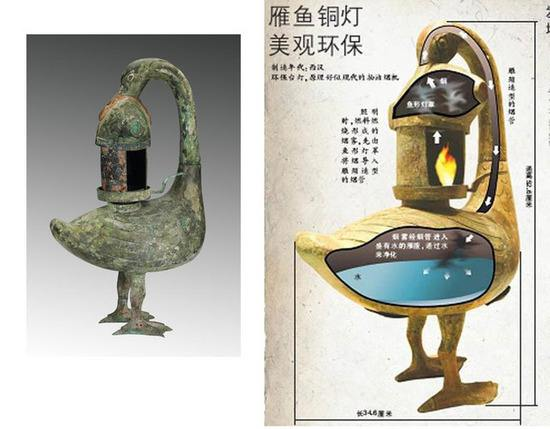 雁鱼铜灯
美观环保
制造年代:西汉
环保台灯,原理好似现代的抽油烟机
烟
鱼形灯罩
雁颈造型的烟管
照明
时,燃料燃
烧形成的
烟雾,先由
鱼形灯罩
将烟导入
雁颈造型
的烟管
烟雾经烟管进入
盛有水的雁腹,通过水
来净化
水
长34.6厘米